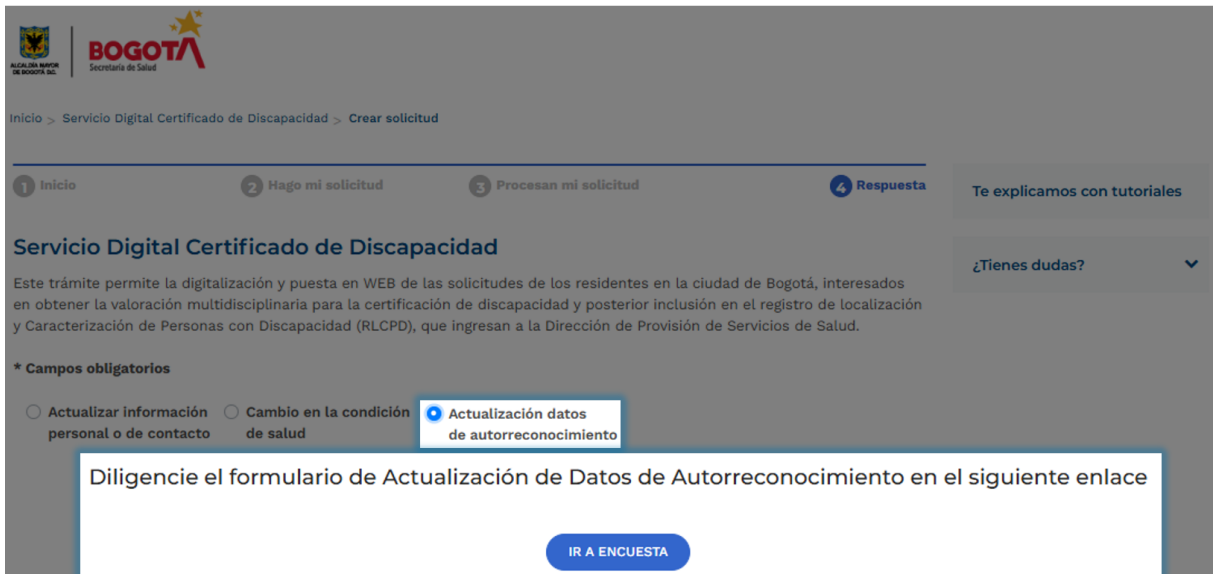 ALCALDÍA MAYOR
DE BOGOTÁ D.C.
BOGOTÁ
Secretaría de Salud
Inicio > Servicio Digital Certificado de Discapacidad > Crear solicitud
1 Inicio
2 Hago mi solicitud
3 Procesan mi solicitud
4 Respuesta
Te explicamos con tutoriales
¿Tienes dudas?
Servicio Digital Certificado de Discapacidad
Este trámite permite la digitalización y puesta en WEB de las solicitudes de los residentes en la ciudad de Bogotá, interesados
en obtener la valoración multidisciplinaria para la certificación de discapacidad y posterior inclusión en el registro de localización
y Caracterización de Personas con Discapacidad (RLCPD), que ingresan a la Dirección de Provisión de Servicios de Salud.
* Campos obligatorios
Actualizar información
personal o de contacto
Cambio en la condición
de salud
Actualización datos
de autorreconocimiento
Diligencie el formulario de Actualización de Datos de Autorreconocimiento en el siguiente enlace
IR A ENCUESTA